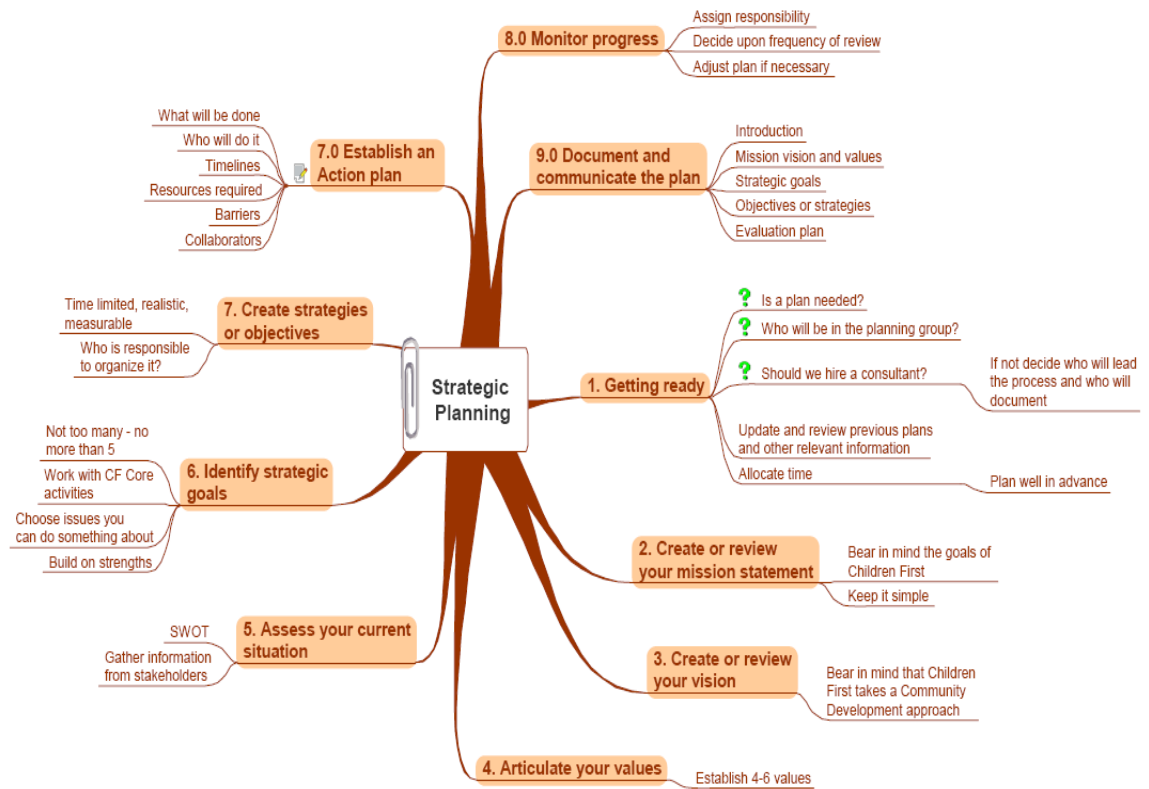 Strategic
Planning
1. Getting ready
Is a plan needed?
Who will be in the planning group?
Should we hire a consultant?
If not decide who will lead
the process and who will
document
Update and review previous plans
and other relevant information
Allocate time
Plan well in advance
2. Create or review
your mission statement
Bear in mind the goals of
Children First
Keep it simple
3. Create or review
your vision
Bear in mind that Children
First takes a Community
Development approach
4. Articulate your values
Establish 4-6 values
5. Assess your current
situation
SWOT
Gather information
from stakeholders
6. Identify strategic
goals
Not too many - no
more than 5
Work with CF Core
activities
Choose issues you
can do something about
Build on strengths
7. Create strategies
or objectives
Time limited, realistic,
measurable
Who is responsible
to organize it?
7.0 Establish an
Action plan
What will be done
Who will do it
Timelines
Resources required
Barriers
Collaborators
8.0 Monitor progress
Assign responsibility
Decide upon frequency of review
Adjust plan if necessary
9.0 Document and
communicate the plan
Introduction
Mission vision and values
Strategic goals
Objectives or strategies
Evaluation plan